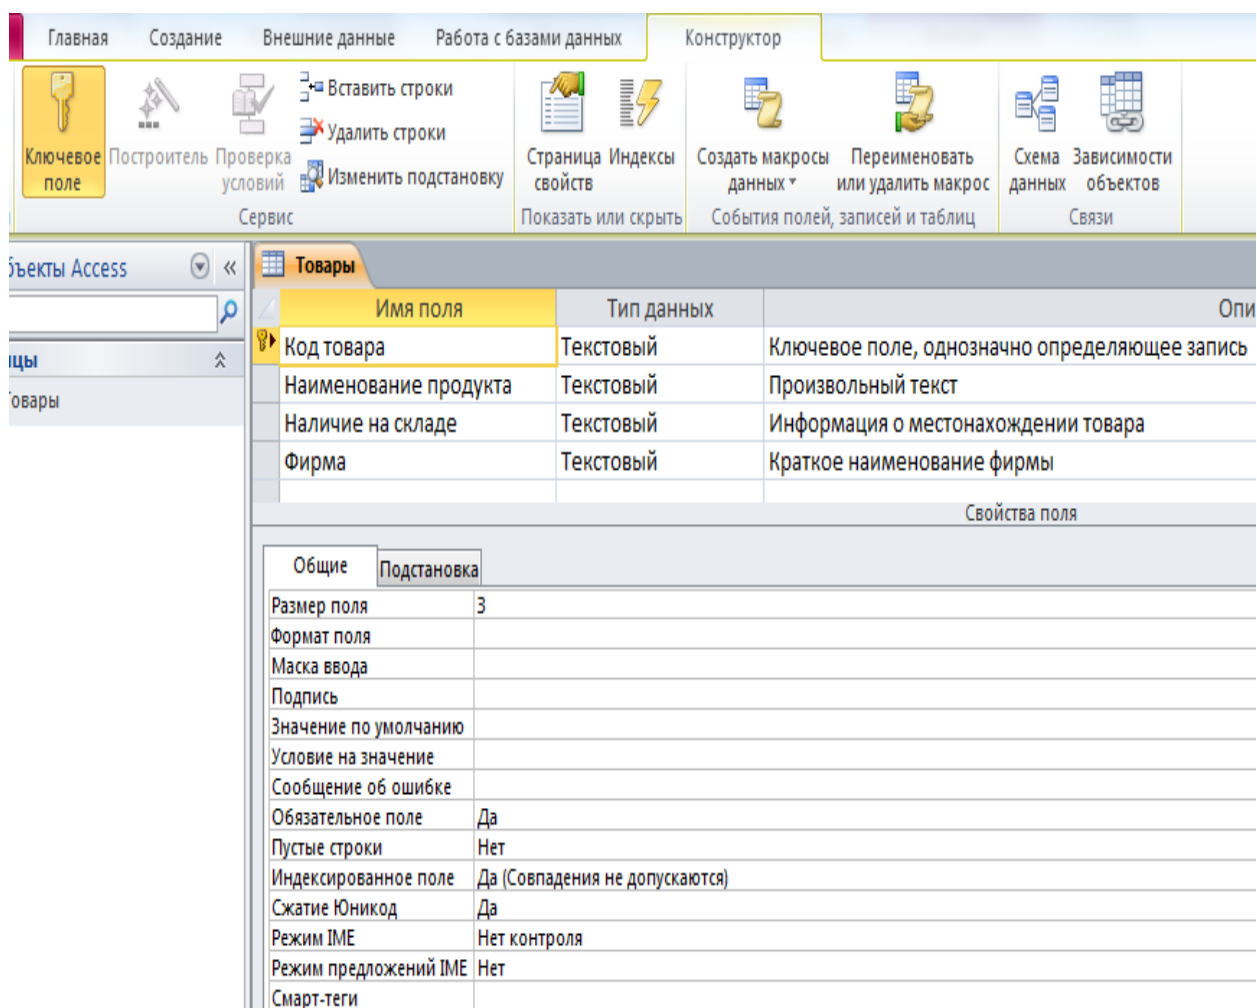 Главная Создание Внешние данные Работа с базами данных Конструктор
Ключевое поле
Построитель
Проверка условий
Вставить строки
Удалить строки
Изменить подстановку
Сервис
Страница свойств
Индексы
Показать или скрыть
Создать макросы данных
Переименовать или удалить макрос
События полей, записей и таблиц
Схема данных
Зависимости объектов
Связи
бъекты Access «
Товары
ицы
овары
Имя поля Тип данных Опи
Код товара Текстовый Ключевое поле, однозначно определяющее запись
Наименование продукта Текстовый Произвольный текст
Наличие на складе Текстовый Информация о местонахождении товара
Фирма Текстовый Краткое наименование фирмы
Свойства поля
Общие Подстановка
Размер поля 3
Формат поля
Маска ввода
Подпись
Значение по умолчанию
Условие на значение
Сообщение об ошибке
Обязательное поле Да
Пустые строки Нет
Индексированное поле Да (Совпадения не допускаются)
Сжатие Юникод Да
Режим IME Нет контроля
Режим предложений IME Нет
Смарт-теги